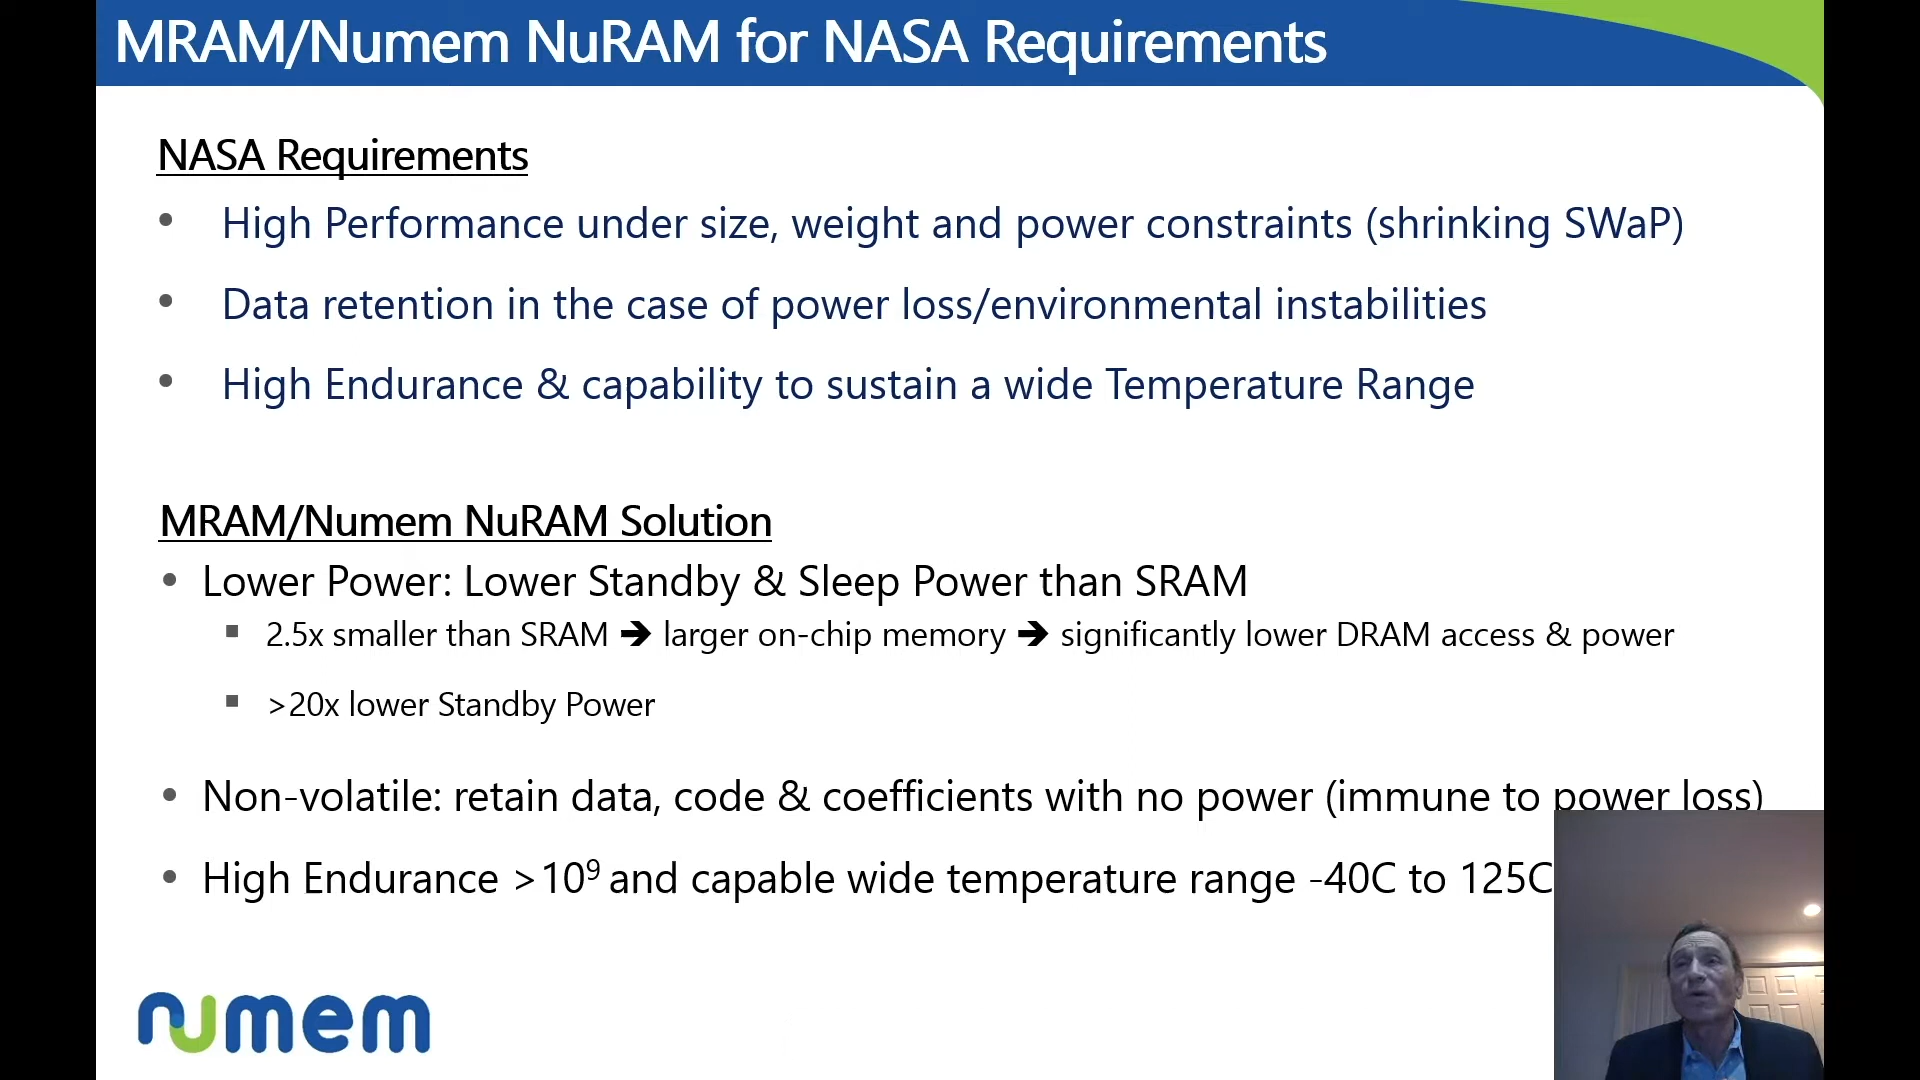 MRAM/Numem NuRAM for NASA Requirements
NASA Requirements
• High Performance under size, weight and power constraints (shrinking SWaP)
• Data retention in the case of power loss/environmental instabilities
• High Endurance & capability to sustain a wide Temperature Range
MRAM/Numem NuRAM Solution
• Lower Power: Lower Standby & Sleep Power than SRAM
▪ 2.5x smaller than SRAM 🡺 larger on-chip memory 🡺 significantly lower DRAM access & power
▪ >20x lower Standby Power
• Non-volatile: retain data, code & coefficients with no power (immune to power loss)
• High Endurance >10⁹ and capable wide temperature range -40C to 125C
numem